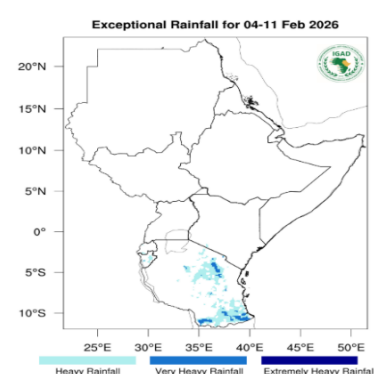 Exceptional Rainfall for 04-11 Feb 2026
IGAD
20°N
15°N
10°N
5°N
0°
5°S
10°S
25°E 30°E 35°E 40°E 45°E 50°E
Heavy Rainfall Very Heavy Rainfall Extremely Heavy Rainfall